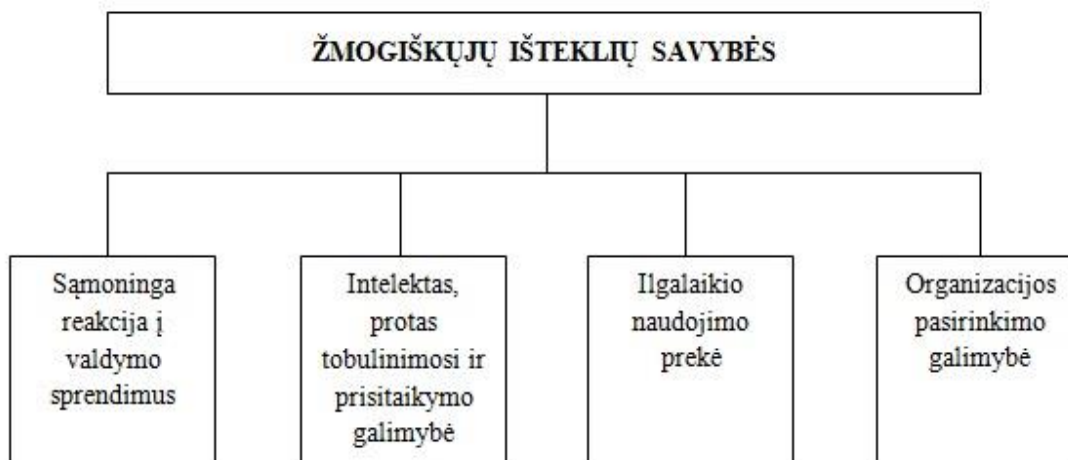 ŽMOGIŠKŲJŲ IŠTEKLIŲ SAVYBĖS
Sąmoninga
reakcija į
valdymo
sprendimus
Intelektas,
protas
tobulinimosi ir
prisitaikymo
galimybė
Ilgalaikio
naudojimo
prekė
Organizacijos
pasirinkimo
galimybė